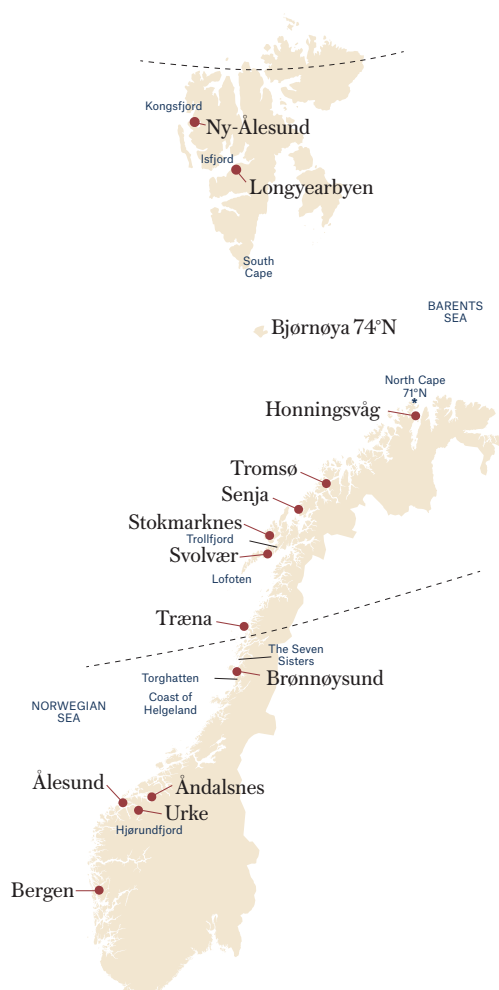 Kongsfjord
Ny-Ålesund
Isfjord
Longyearbyen
South
Cape
BARENTS
SEA
Bjørnøya 74°N
North Cape
71°N
*
Honningsvåg
Tromsø
Senja
Stokmarknes
Trollfjord
Svolvær
Lofoten
Træna
The Seven
Sisters
Torghatten
Brønnøysund
Coast of
Helgeland
NORWEGIAN
SEA
Ålesund
Åndalsnes
Urke
Hjørundfjord
Bergen